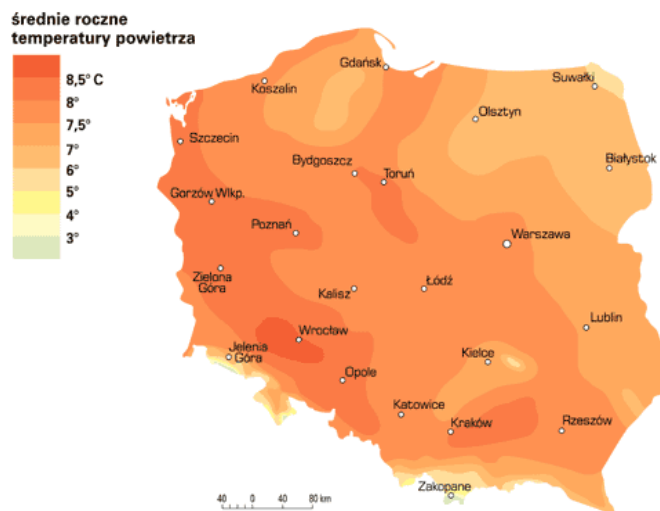 średnie roczne
temperatury powietrza
8,5° C
8°
7,5°
7°
6°
5°
4°
3°
Gdańsk
Koszalin
Suwałki
Olsztyn
Szczecin
Białystok
Bydgoszcz
Toruń
Gorzów Wlkp.
Poznań
Warszawa
Zielona
Góra
Kalisz
Łódź
Lublin
Wrocław
Jelenia
Góra
Kielce
Opole
Katowice
Kraków
Rzeszów
Zakopane
40 0 40 80 km